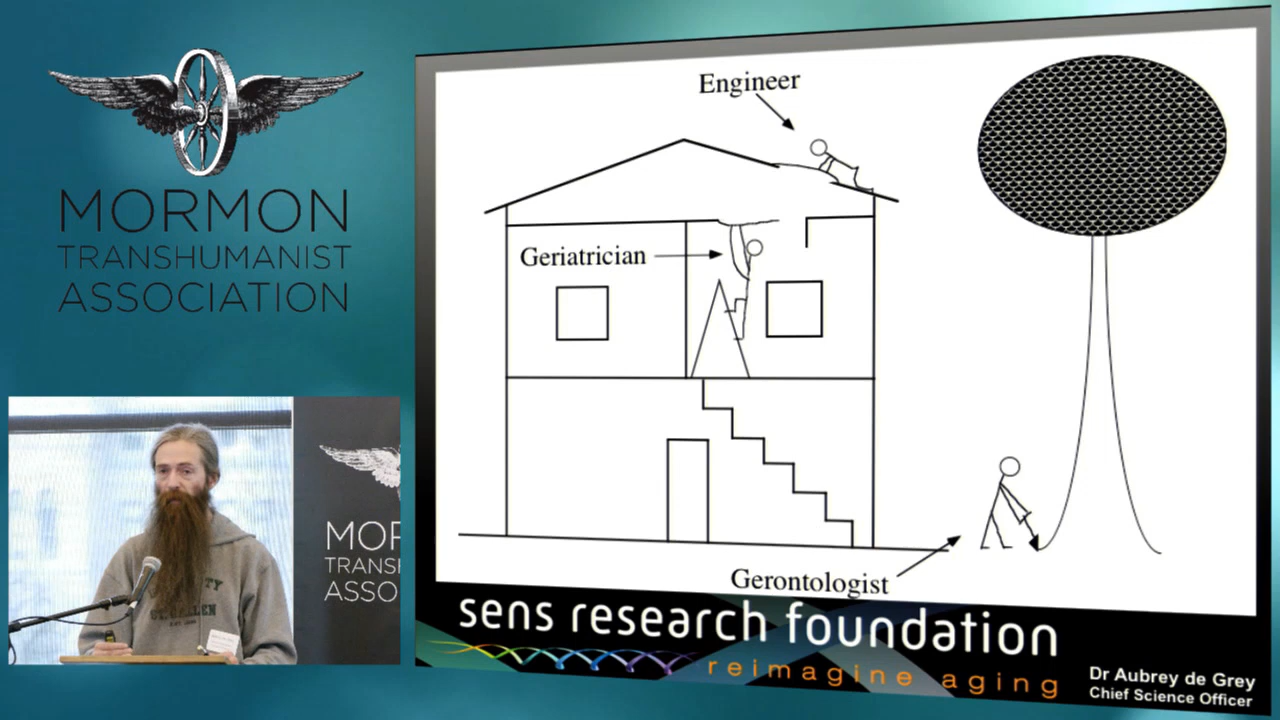 MORMON
TRANSHUMANIST
ASSOCIATION
Engineer
Geriatrician
Gerontologist
sens research foundation
reimagine aging
Dr Aubrey de Grey
Chief Science Officer
MOR
TRANSH
ASSO